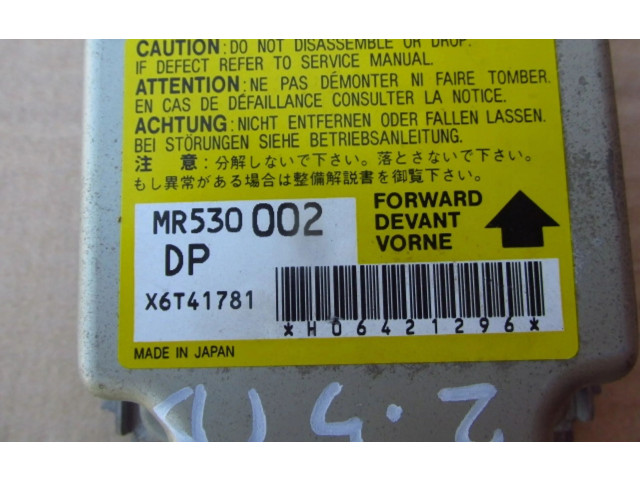 CAUTION:DO NOT DISASSEMBLE OR DROP.
IF DEFECT REFER TO SERVICE MANUAL.
ATTENTION:NE PAS DÉMONTER NI FAIRE TOMBER.
EN CAS DE DÉFAILLANCE CONSULTER LA NOTICE.
ACHTUNG:NICHT ENTFERNEN ODER FALLEN LASSEN.
BEI STÖRUNGEN SIEHE BETRIEBSANLEITUNG.
注 意:分解しないで下さい。落とさないで下さい。
もし異常がある場合は整備解説書を御覧下さい。
MR530 002
DP
X6T41781
FORWARD
DEVANT
VORNE
*H06421296*
MADE IN JAPAN